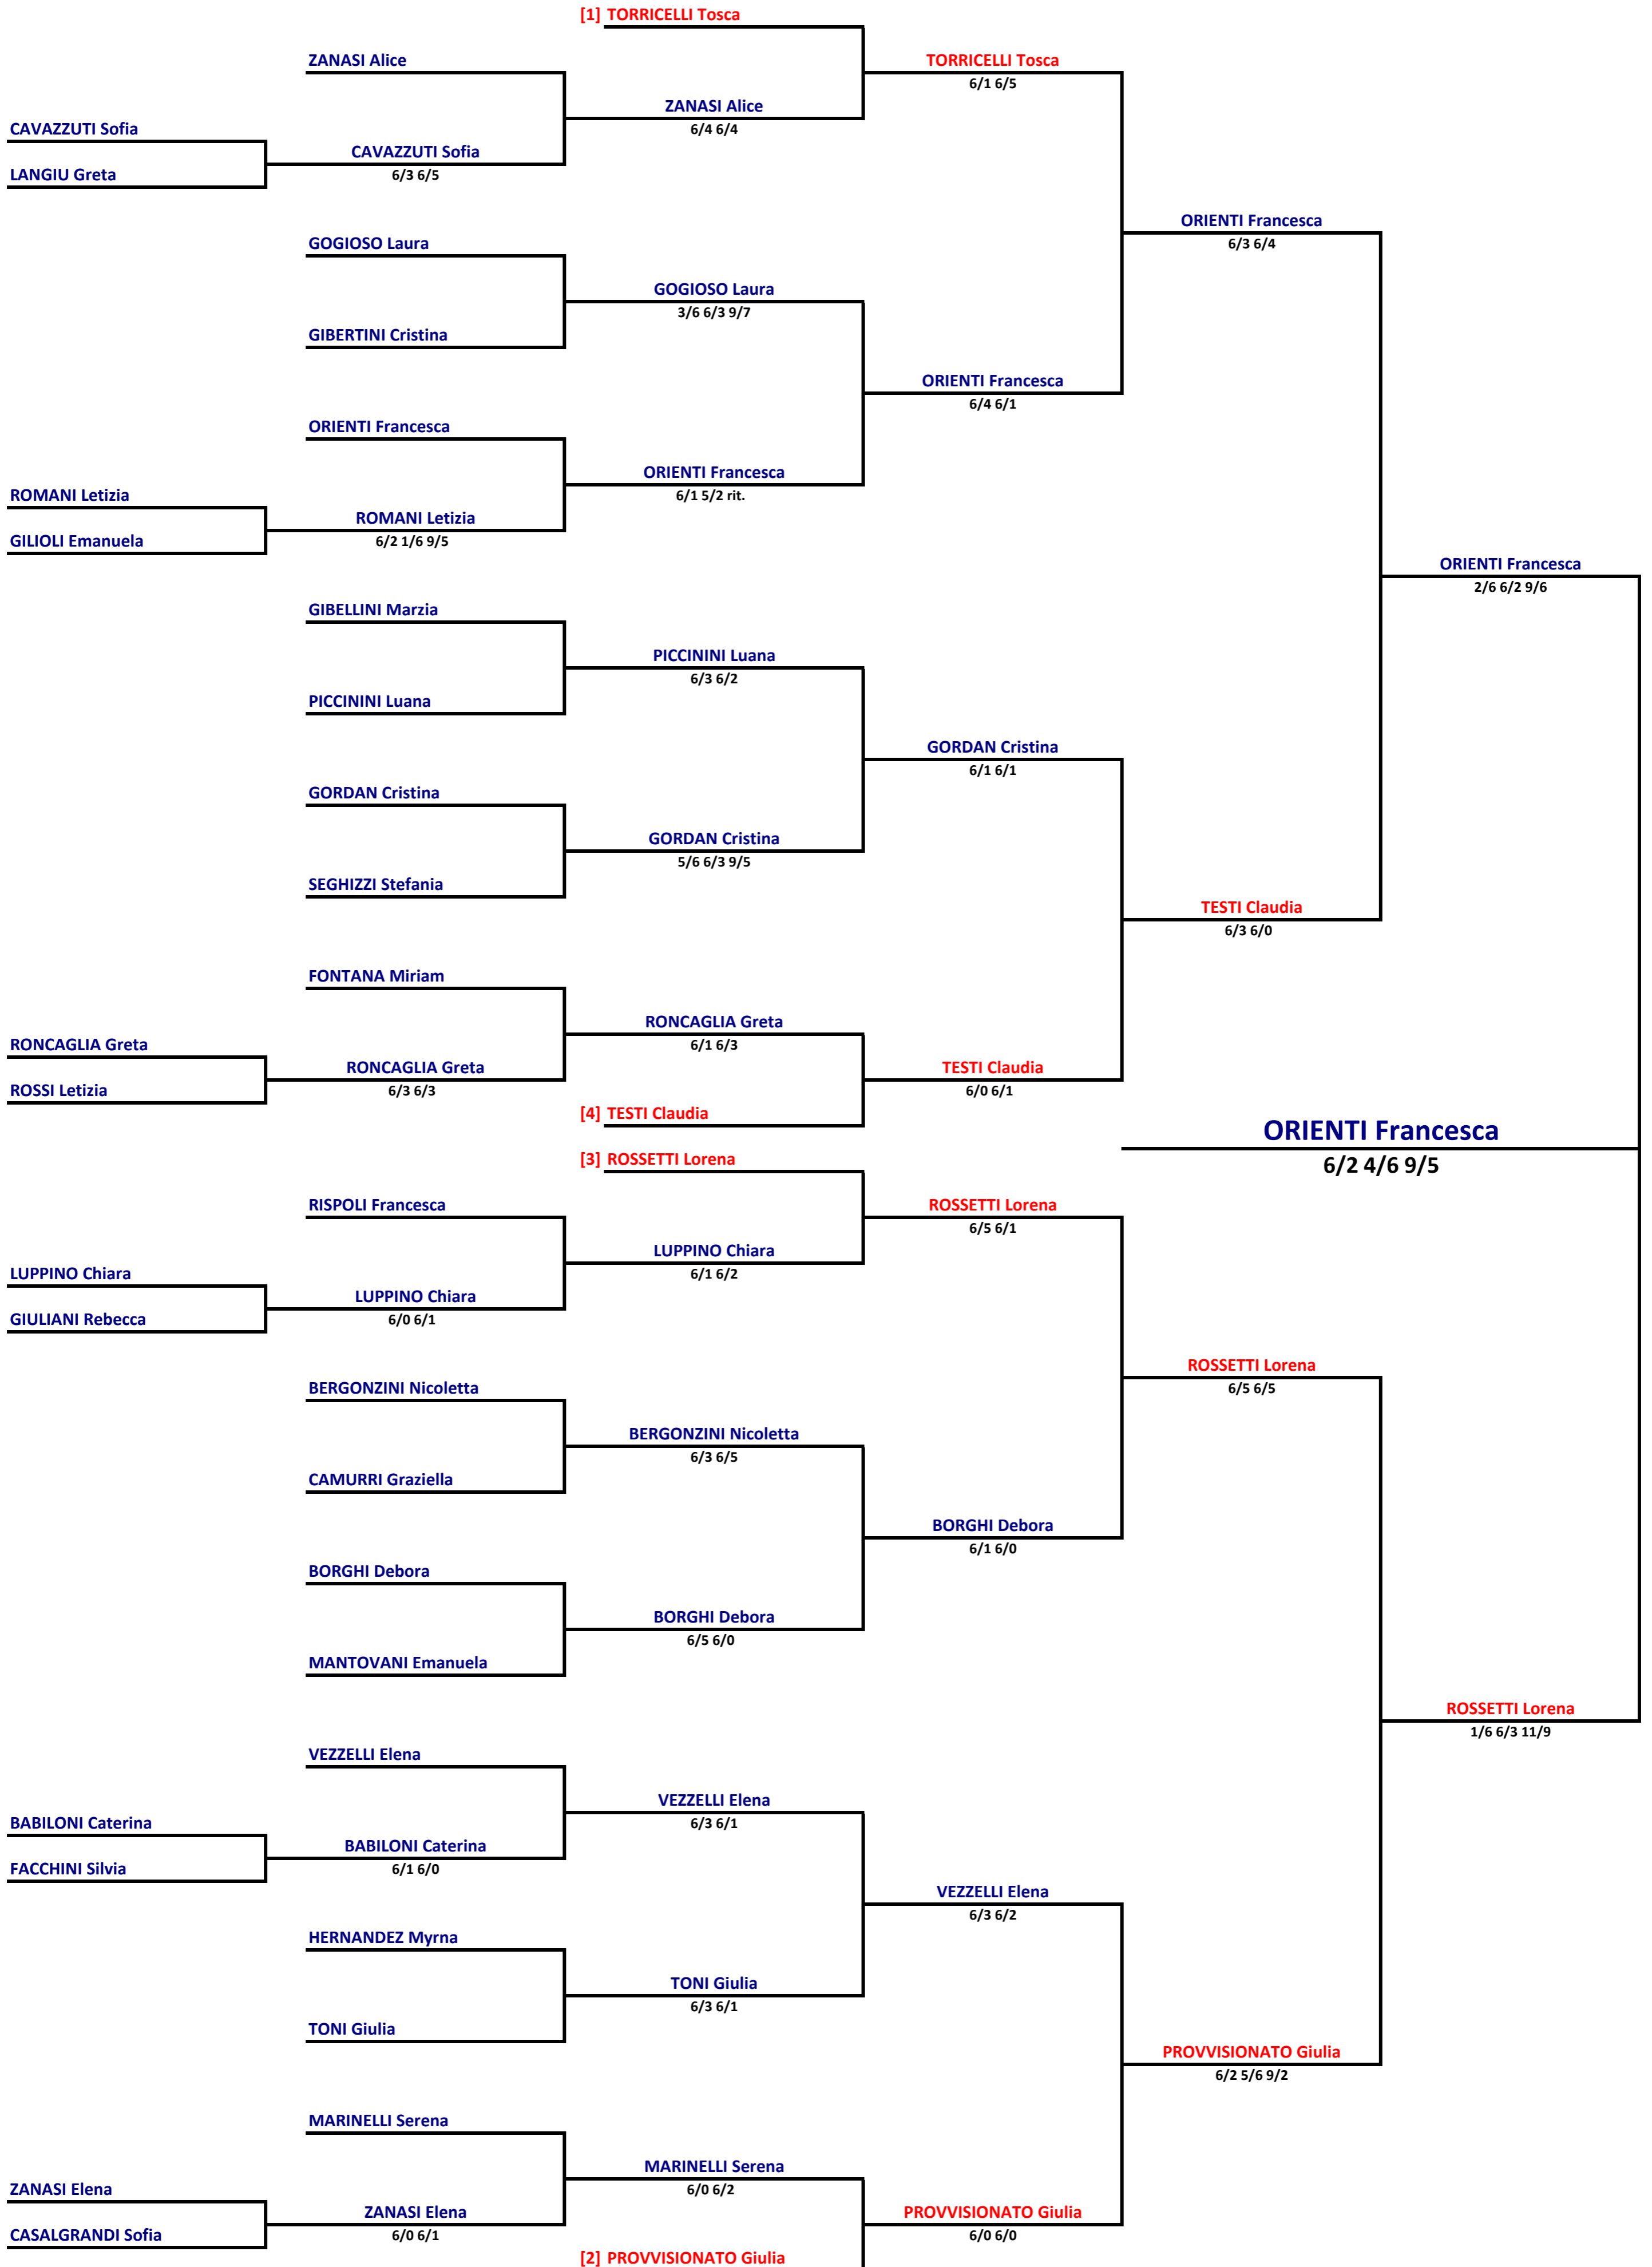 [1] TORRICELLI Tosca
ZANASI Alice
TORRICELLI Tosca
6/1 6/5
ZANASI Alice
6/4 6/4
CAVAZZUTI Sofia
CAVAZZUTI Sofia
6/3 6/5
LANGIU Greta
ORIENTI Francesca
6/3 6/4
GOGIOSO Laura
GOGIOSO Laura
3/6 6/3 9/7
GIBERTINI Cristina
ORIENTI Francesca
6/4 6/1
ORIENTI Francesca
ORIENTI Francesca
6/1 5/2 rit.
ROMANI Letizia
ROMANI Letizia
6/2 1/6 9/5
GILIOLI Emanuela
ORIENTI Francesca
2/6 6/2 9/6
GIBELLINI Marzia
PICCININI Luana
6/3 6/2
PICCININI Luana
GORDAN Cristina
6/1 6/1
GORDAN Cristina
GORDAN Cristina
5/6 6/3 9/5
SEGHIZZI Stefania
TESTI Claudia
6/3 6/0
FONTANA Miriam
RONCAGLIA Greta
6/1 6/3
RONCAGLIA Greta
RONCAGLIA Greta
6/3 6/3
TESTI Claudia
6/0 6/1
ROSSI Letizia
[4] TESTI Claudia
ORIENTI Francesca
6/2 4/6 9/5
[3] ROSSETTI Lorena
RISPOLI Francesca
ROSSETTI Lorena
6/5 6/1
LUPPINO Chiara
6/1 6/2
LUPPINO Chiara
LUPPINO Chiara
6/0 6/1
GIULIANI Rebecca
ROSSETTI Lorena
6/5 6/5
BERGONZINI Nicoletta
BERGONZINI Nicoletta
6/3 6/5
CAMURRI Graziella
BORGHI Debora
6/1 6/0
BORGHI Debora
BORGHI Debora
6/5 6/0
MANTOVANI Emanuela
ROSSETTI Lorena
1/6 6/3 11/9
VEZZELLI Elena
VEZZELLI Elena
6/3 6/1
BABILONI Caterina
BABILONI Caterina
6/1 6/0
FACCHINI Silvia
VEZZELLI Elena
6/3 6/2
HERNANDEZ Myrna
TONI Giulia
6/3 6/1
TONI Giulia
PROVVISIONATO Giulia
6/2 5/6 9/2
MARINELLI Serena
MARINELLI Serena
6/0 6/2
ZANASI Elena
ZANASI Elena
6/0 6/1
PROVVISIONATO Giulia
6/0 6/0
CASALGRANDI Sofia
[2] PROVVISIONATO Giulia